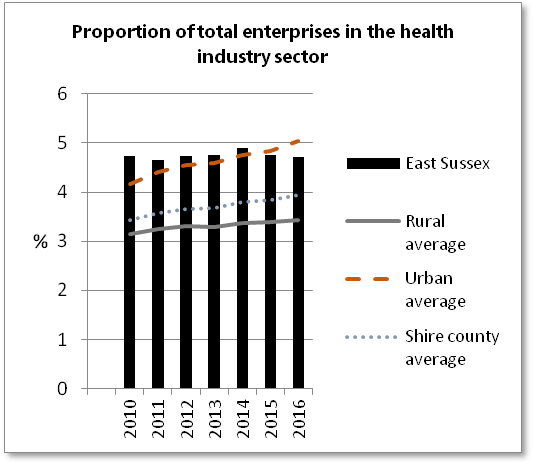 Proportion of total enterprises in the health
industry sector
6
5
4
3
2
1
0
%
2010
2011
2012
2013
2014
2015
2016
East Sussex
Rural
average
Urban
average
Shire county
average